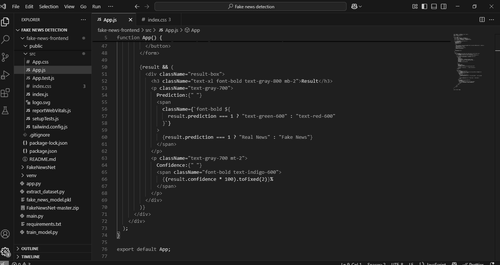 File Edit Selection View Go Run ...
fake news detection
EXPLORER
FAKE NEWS DETECTION
fake-news-frontend
public
src
App.css
App.js
App.test.js
index.css
index.js
logo.svg
reportWebVitals.js
setupTests.js
tailwind.config.js
.gitignore
package-lock.json
package.json
README.md
FakeNewsNet
venv
app.py
extract_dataset.py
fake_news_model.pkl
FakeNewsNet-master.zip
main.py
requirements.txt
train_model.py
OUTLINE
TIMELINE
App.js
index.css 3
fake-news-frontend > src > App.js > App
function App() {
</button>
</form>
{result && (
<div className="result-box">
<h3 className="text-xl font-bold text-gray-800 mb-2">Result</h3>
<p className="text-gray-700">
Prediction:{" "}
<span
className={`font-bold ${
result.prediction === 1 ? "text-green-600" : "text-red-600"
}`}
>
{result.prediction === 1 ? "Real News" : "Fake News"}
</span>
</p>
<p className="text-gray-700 mt-2">
Confidence:{" "}
<span className="font-bold text-indigo-600">
{(result.confidence * 100).toFixed(2)}%
</span>
</p>
</div>
)}
</div>
</div>
);
}
export default App;